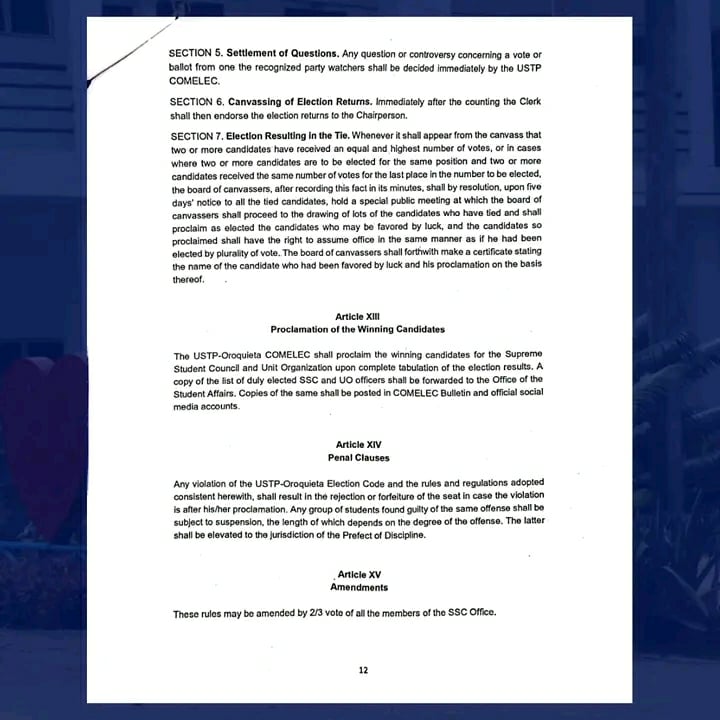 SECTION 5. Settlement of Questions. Any question or controversy concerning a vote or
ballot from one the recognized party watchers shall be decided immediately by the USTP
COMELEC.
SECTION 6. Canvassing of Election Returns. Immediately after the counting the Clerk
shall then endorse the election returns to the Chairperson.
SECTION 7. Election Resulting in the Tie. Whenever it shall appear from the canvass that
two or more candidates have received an equal and highest number of votes, or in cases
where two or more candidates are to be elected for the same position and two or more
candidates received the same number of votes for the last place in the number to be elected,
the board of canvassers, after recording this fact in its minutes, shall by resolution, upon five
days' notice to all the tied candidates, hold a special public meeting at which the board of
canvassers shall proceed to the drawing of lots of the candidates who have tied and shall
proclaim as elected the candidates who may be favored by luck, and the candidates so
proclaimed shall have the right to assume office in the same manner as if he had been
elected by plurality of vote. The board of canvassers shall forthwith make a certificate stating
the name of the candidate who had been favored by luck and his proclamation on the basis
thereof.
Article XIII
Proclamation of the Winning Candidates
The USTP-Oroquieta COMELEC shall proclaim the winning candidates for the Supreme
Student Council and Unit Organization upon complete tabulation of the election results. A
copy of the list of duly elected SSC and UO officers shall be forwarded to the Office of the
Student Affairs. Copies of the same shall be posted in COMELEC Bulletin and official social
media accounts.
Article XIV
Penal Clauses
Any violation of the USTP-Oroquieta Election Code and the rules and regulations adopted
consistent herewith, shall result in the rejection or forfeiture of the seat in case the violation
is after his/her proclamation. Any group of students found guilty of the same offense shall be
subject to suspension, the length of which depends on the degree of the offense. The latter
shall be elevated to the jurisdiction of the Prefect of Discipline.
Article XV
Amendments
These rules may be amended by 2/3 vote of all the members of the SSC Office.
12